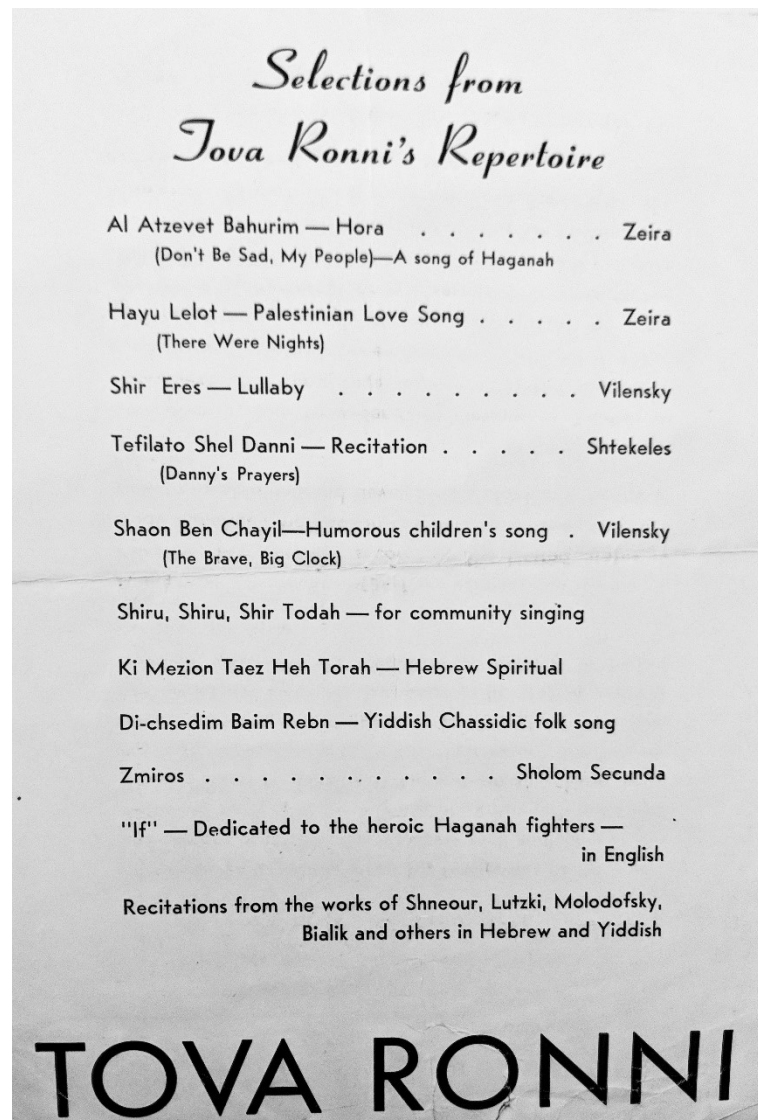 Selections from
Tova Ronni's Repertoire
Al Atzevet Bahurim — Hora . . . . . . . Zeira
(Don't Be Sad, My People)—A song of Haganah
Hayu Lelot — Palestinian Love Song . . . . . Zeira
(There Were Nights)
Shir Eres — Lullaby . . . . . . . . . Vilensky
Tefilato Shel Danni — Recitation . . . . . Shtekeles
(Danny's Prayers)
Shaon Ben Chayil—Humorous children's song . Vilensky
(The Brave, Big Clock)
Shiru, Shiru, Shir Todah — for community singing
Ki Mezion Taez Heh Torah — Hebrew Spiritual
Di-chsedim Baim Rebn — Yiddish Chassidic folk song
Zmiros . . . . . . . . . . . Sholom Secunda
"If" — Dedicated to the heroic Haganah fighters —
in English
Recitations from the works of Shneour, Lutzki, Molodofsky,
Bialik and others in Hebrew and Yiddish
TOVA RONNI